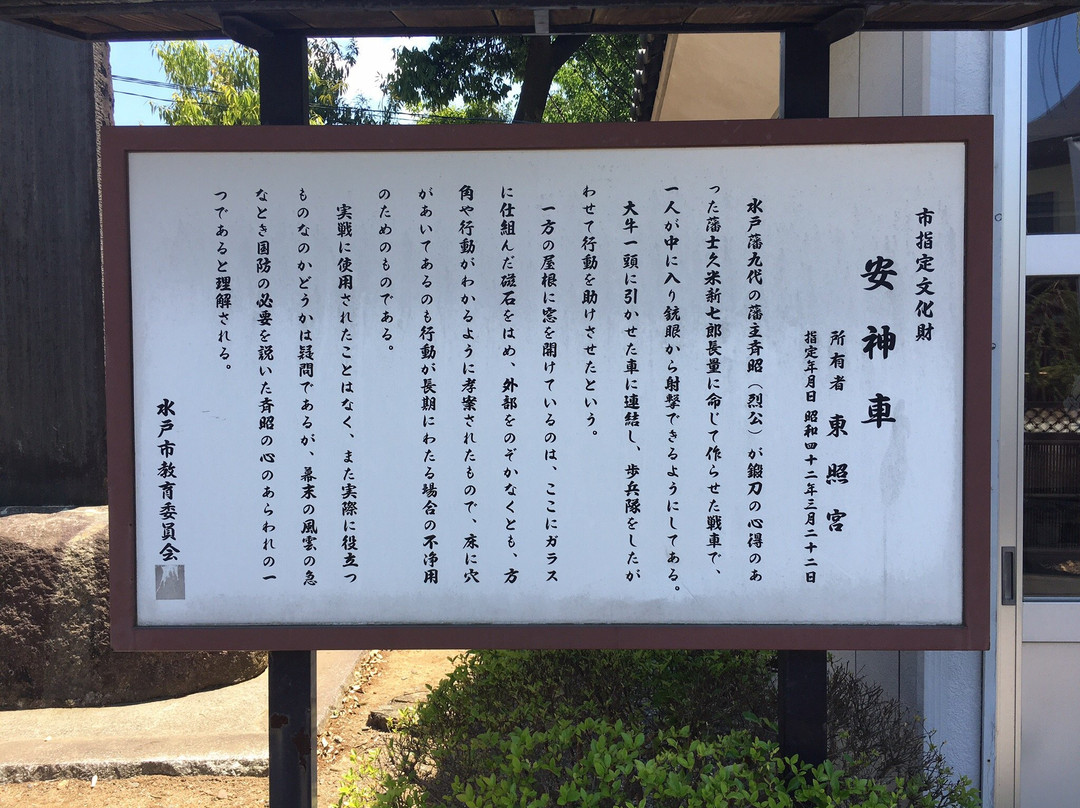 市指定文化財
安神車
所有者 東照宮
指定年月日 昭和四十二年三月二十二日
水戸藩九代の藩主斉昭（烈公）が鍛刀の心得のあ
った藩士久米新七郎長量に命じて作らせた戦車で、
一人が中に入り銃眼から射撃できるようにしてある。
大牛一頭に引かせた車に連結し、歩兵隊をしたが
わせて行動を助けさせたという。
一方の屋根に窓を開けているのは、ここにガラス
に仕組んだ磁石をはめ、外部をのぞかなくとも、方
角や行動がわかるように孝案されたもので、床に穴
があいてあるのも行動が長期にわたる場合の不浄用
のためのものである。
実戦に使用されたことはなく、また実際に役立つ
ものなのかどうかは疑問であるが、幕末の風雲の急
なとき国防の必要を説いた斉昭の心のあらわれの一
つであると理解される。
水戸市教育委員会